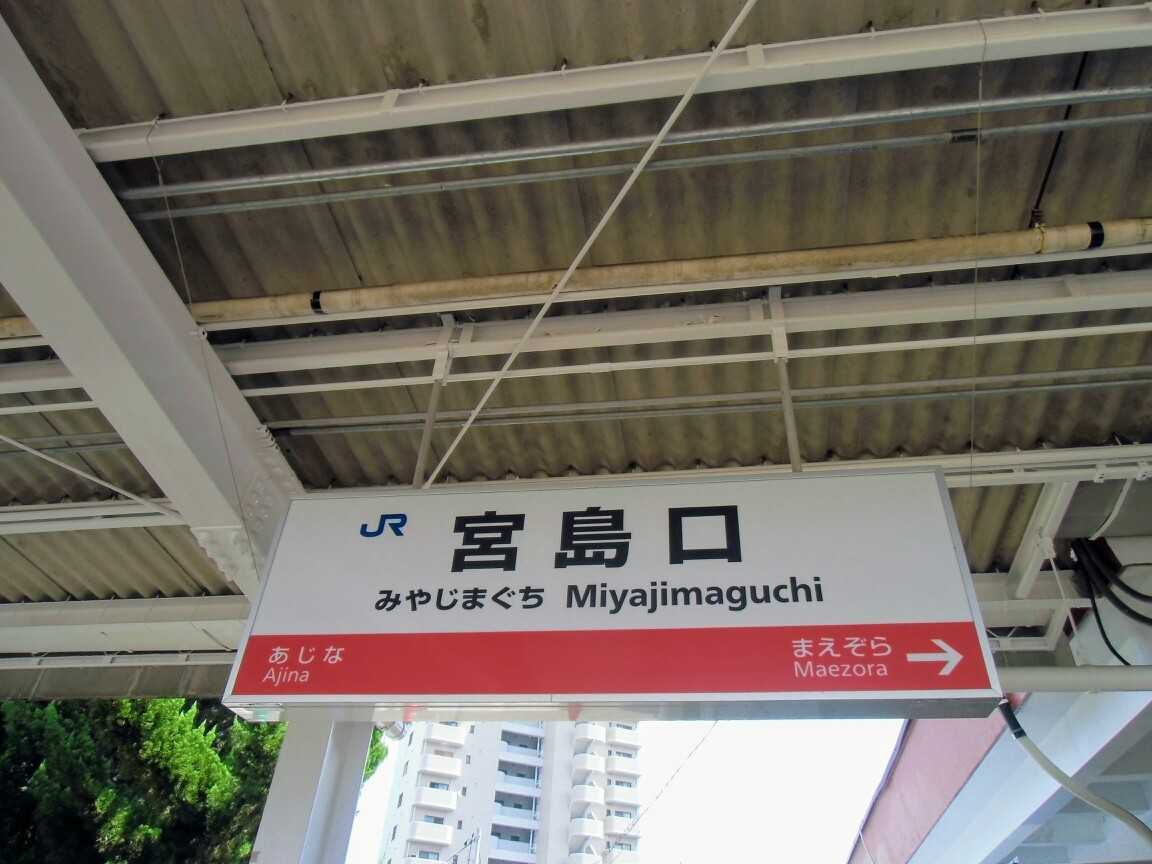 JR 宮島口
みやじまぐち Miyajimaguchi
あじな まえぞら →
Ajina Maezora